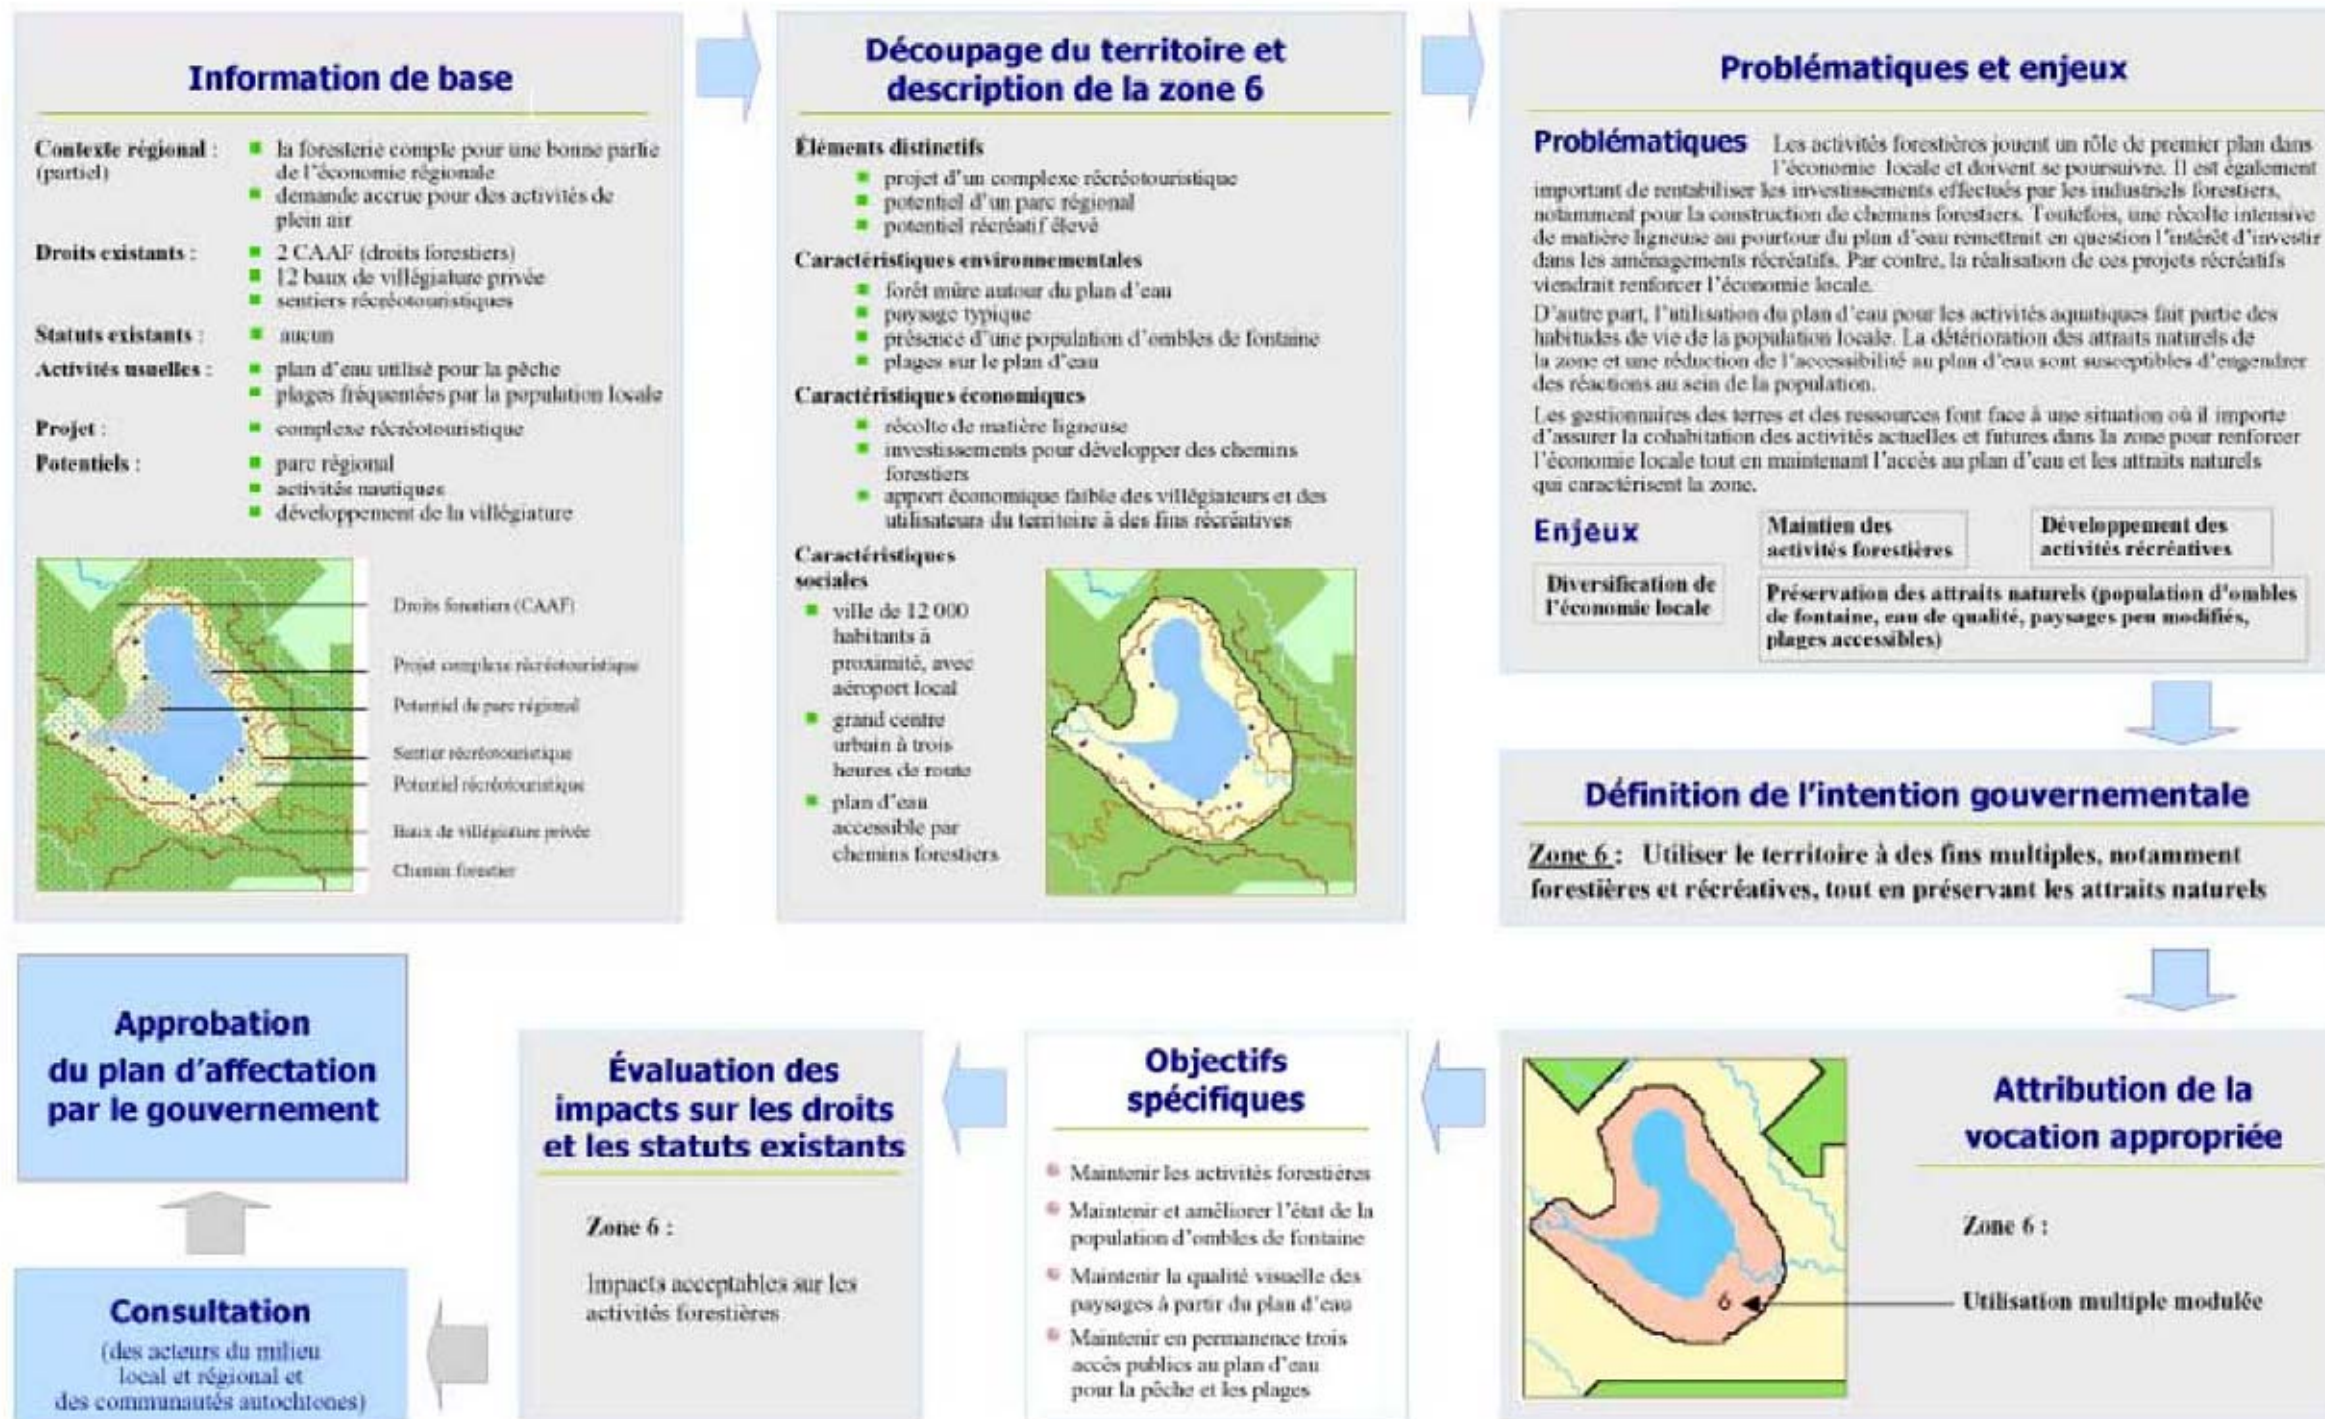 Information de base
Contexte régional :
(partiel)
la foresterie compte pour une bonne partie
de l'économie régionale
demande accrue pour des activités de
plein air
Droits existants :
2 CAAF (droits forestiers)
12 baux de villégiature privée
sentiers récréotouristiques
Statuts existants :
aucun
Activités usuelles :
plan d'eau utilisé pour la pêche
plages fréquentées par la population locale
Projet :
complexe récréotouristique
Potentiels :
parc régional
activités nautiques
développement de la villégiature
Droits forestiers (CAAF)
Projet complexe récréotouristique
Potentiel de parc régional
Sentier récréotouristique
Potentiel récréotouristique
Baux de villégiature privée
Chemin forestier
Découpage du territoire et
description de la zone 6
Éléments distinctifs
projet d'un complexe récréotouristique
potentiel d'un parc régional
potentiel récréatif élevé
Caractéristiques environnementales
forêt mûre autour du plan d'eau
paysage typique
présence d'une population d'ombles de fontaine
plages sur le plan d'eau
Caractéristiques économiques
récolte de matière ligneuse
investissements pour développer des chemins
forestiers
apport économique faible des villégiateurs et des
utilisateurs du territoire à des fins récréatives
Caractéristiques
sociales
ville de 12 000
habitants à
proximité, avec
aéroport local
grand centre
urbain à trois
heures de route
plan d'eau
accessible par
chemins forestiers
Problématiques et enjeux
Problématiques Les activités forestières jouent un rôle de premier plan dans
l'économie locale et doivent se poursuivre. Il est également
important de rentabiliser les investissements effectués par les industriels forestiers,
notamment pour la construction de chemins forestiers. Toutefois, une récolte intensive
de matière ligneuse au pourtour du plan d'eau remettrait en question l'intérêt d'investir
dans les aménagements récréatifs. Par contre, la réalisation de ces projets récréatifs
viendrait renforcer l'économie locale.
D'autre part, l'utilisation du plan d'eau pour les activités aquatiques fait partie des
habitudes de vie de la population locale. La détérioration des attraits naturels de
la zone et une réduction de l'accessibilité au plan d'eau sont susceptibles d'engendrer
des réactions au sein de la population.
Les gestionnaires des terres et des ressources font face à une situation où il importe
d'assurer la cohabitation des activités actuelles et futures dans la zone pour renforcer
l'économie locale tout en maintenant l'accès au plan d'eau et les attraits naturels
qui caractérisent la zone.
Enjeux
Maintien des
activités forestières
Développement des
activités récréatives
Diversification de
l'économie locale
Préservation des attraits naturels (population d'ombles
de fontaine, eau de qualité, paysages peu modifiés,
plages accessibles)
Définition de l'intention gouvernementale
Zone 6 : Utiliser le territoire à des fins multiples, notamment
forestières et récréatives, tout en préservant les attraits naturels
Attribution de la
vocation appropriée
Zone 6 :
Utilisation multiple modulée
6
Objectifs
spécifiques
Maintenir les activités forestières
Maintenir et améliorer l'état de la
population d'ombles de fontaine
Maintenir la qualité visuelle des
paysages à partir du plan d'eau
Maintenir en permanence trois
accès publics au plan d'eau
pour la pêche et les plages
Évaluation des
impacts sur les droits
et les statuts existants
Zone 6 :
Impacts acceptables sur les
activités forestières
Consultation
(des acteurs du milieu
local et régional et
des communautés autochtones)
Approbation
du plan d'affectation
par le gouvernement